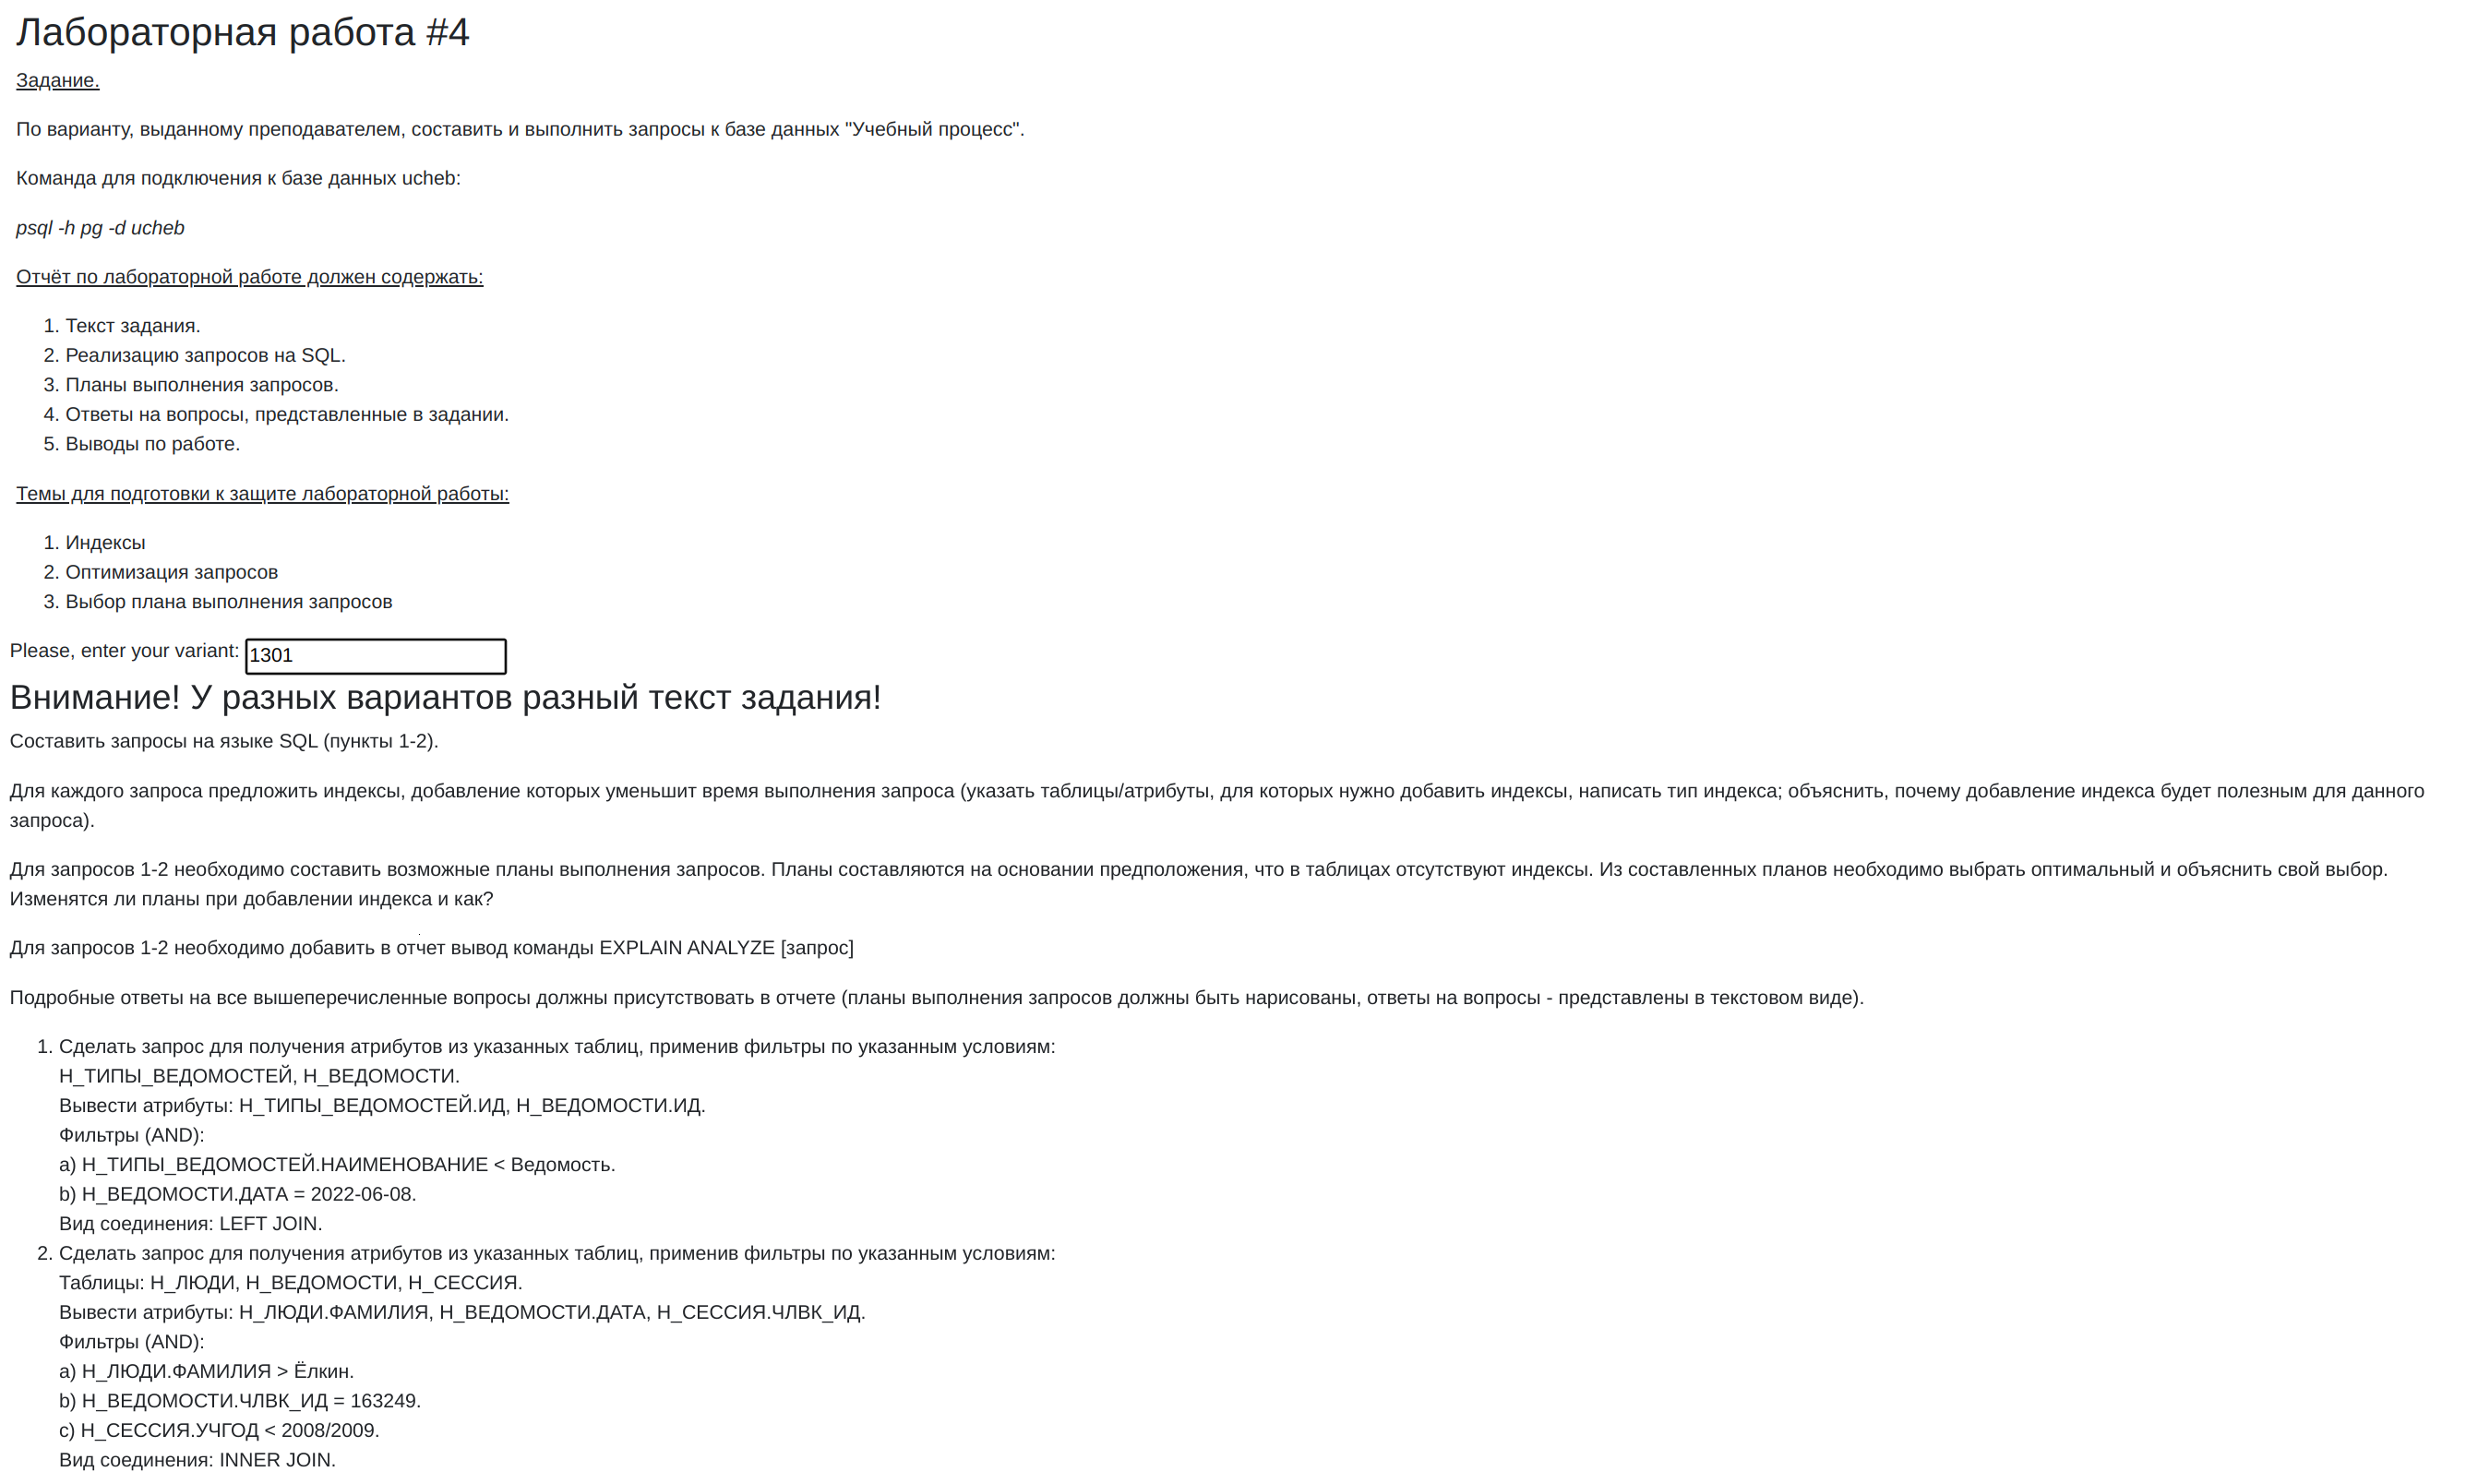 Лабораторная работа #4
Задание.
По варианту, выданному преподавателем, составить и выполнить запросы к базе данных "Учебный процесс".
Команда для подключения к базе данных ucheb:
psql -h pg -d ucheb
Отчёт по лабораторной работе должен содержать:
1. Текст задания.
2. Реализацию запросов на SQL.
3. Планы выполнения запросов.
4. Ответы на вопросы, представленные в задании.
5. Выводы по работе.
Темы для подготовки к защите лабораторной работы:
1. Индексы
2. Оптимизация запросов
3. Выбор плана выполнения запросов
Please, enter your variant: 1301
Внимание! У разных вариантов разный текст задания!
Составить запросы на языке SQL (пункты 1-2).
Для каждого запроса предложить индексы, добавление которых уменьшит время выполнения запроса (указать таблицы/атрибуты, для которых нужно добавить индексы, написать тип индекса; объяснить, почему добавление индекса будет полезным для данного
запроса).
Для запросов 1-2 необходимо составить возможные планы выполнения запросов. Планы составляются на основании предположения, что в таблицах отсутствуют индексы. Из составленных планов необходимо выбрать оптимальный и объяснить свой выбор.
Изменятся ли планы при добавлении индекса и как?
Для запросов 1-2 необходимо добавить в отчет вывод команды EXPLAIN ANALYZE [запрос]
Подробные ответы на все вышеперечисленные вопросы должны присутствовать в отчете (планы выполнения запросов должны быть нарисованы, ответы на вопросы - представлены в текстовом виде).
1. Сделать запрос для получения атрибутов из указанных таблиц, применив фильтры по указанным условиям:
Н_ТИПЫ_ВЕДОМОСТЕЙ, Н_ВЕДОМОСТИ.
Вывести атрибуты: Н_ТИПЫ_ВЕДОМОСТЕЙ.ИД, Н_ВЕДОМОСТИ.ИД.
Фильтры (AND):
a) Н_ТИПЫ_ВЕДОМОСТЕЙ.НАИМЕНОВАНИЕ < Ведомость.
b) Н_ВЕДОМОСТИ.ДАТА = 2022-06-08.
Вид соединения: LEFT JOIN.
2. Сделать запрос для получения атрибутов из указанных таблиц, применив фильтры по указанным условиям:
Таблицы: Н_ЛЮДИ, Н_ВЕДОМОСТИ, Н_СЕССИЯ.
Вывести атрибуты: Н_ЛЮДИ.ФАМИЛИЯ, Н_ВЕДОМОСТИ.ДАТА, Н_СЕССИЯ.ЧЛВК_ИД.
Фильтры (AND):
a) Н_ЛЮДИ.ФАМИЛИЯ > Ёлкин.
b) Н_ВЕДОМОСТИ.ЧЛВК_ИД = 163249.
c) Н_СЕССИЯ.УЧГОД < 2008/2009.
Вид соединения: INNER JOIN.